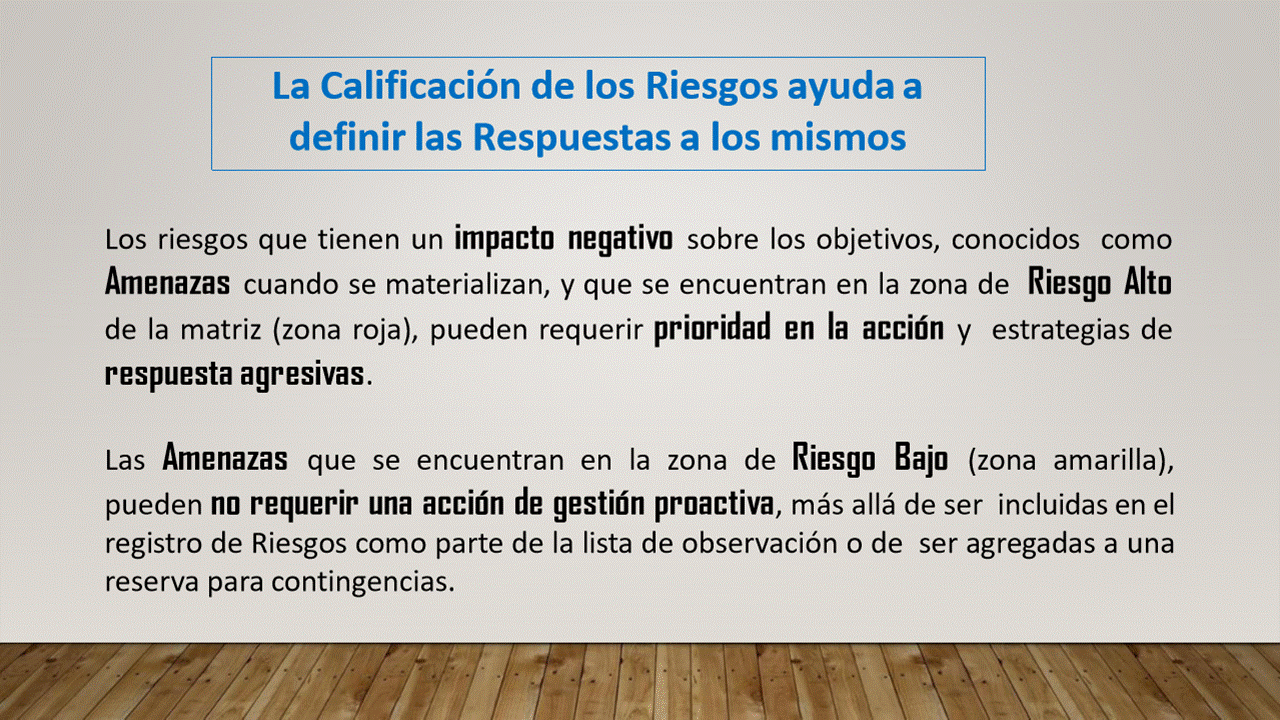 La Calificación de los Riesgos ayuda a
definir las Respuestas a los mismos
Los riesgos que tienen un impacto negativo sobre los objetivos, conocidos como
Amenazas cuando se materializan, y que se encuentran en la zona de Riesgo Alto
de la matriz (zona roja), pueden requerir prioridad en la acción y estrategias de
respuesta agresivas.
Las Amenazas que se encuentran en la zona de Riesgo Bajo (zona amarilla),
pueden no requerir una acción de gestión proactiva, más allá de ser incluidas en el
registro de Riesgos como parte de la lista de observación o de ser agregadas a una
reserva para contingencias.